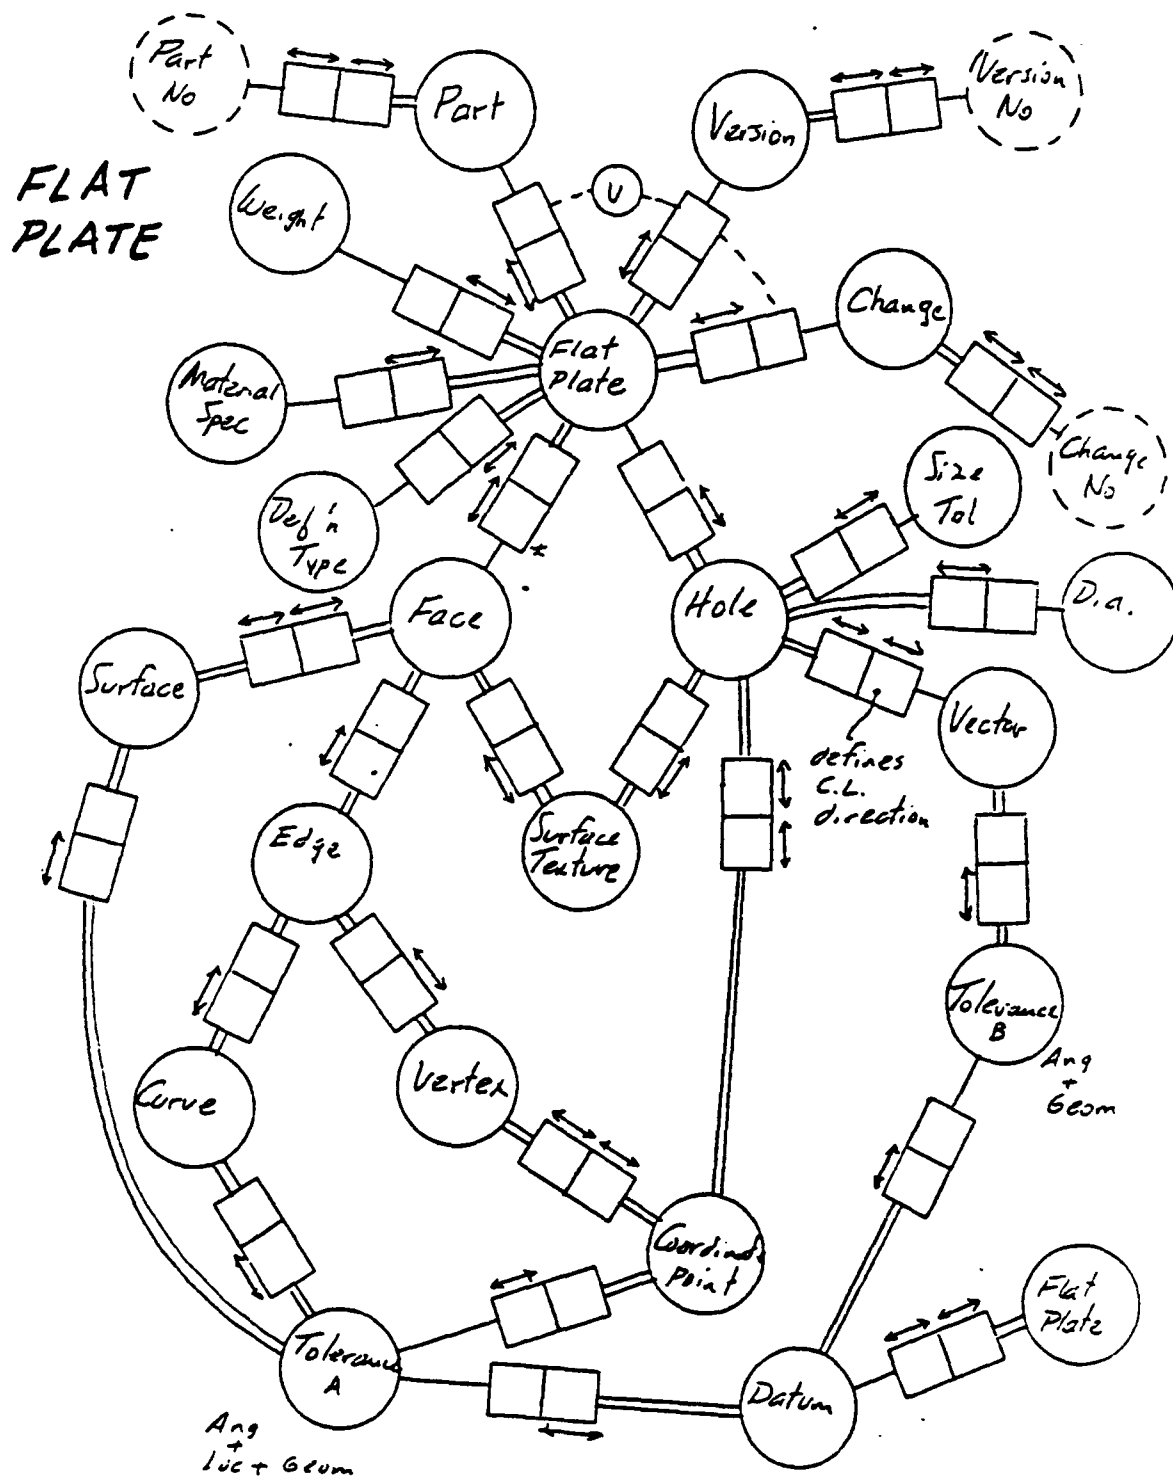 Part
No
Part
Version
Version
No
FLAT
PLATE
Weight
U
Change
Flat
Plate
Material
Spec
Change
No
Size
Tol
Def'n
Type
*
Face
Hole
Dia.
Surface
Vector
defines
C.L.
direction
Edge
Surface
Texture
Tolerance
B
Ang
+
Geom
Curve
Vertex
Coordinate
Point
Flat
Plate
Tolerance
A
Datum
Ang
+
Loc + Geom